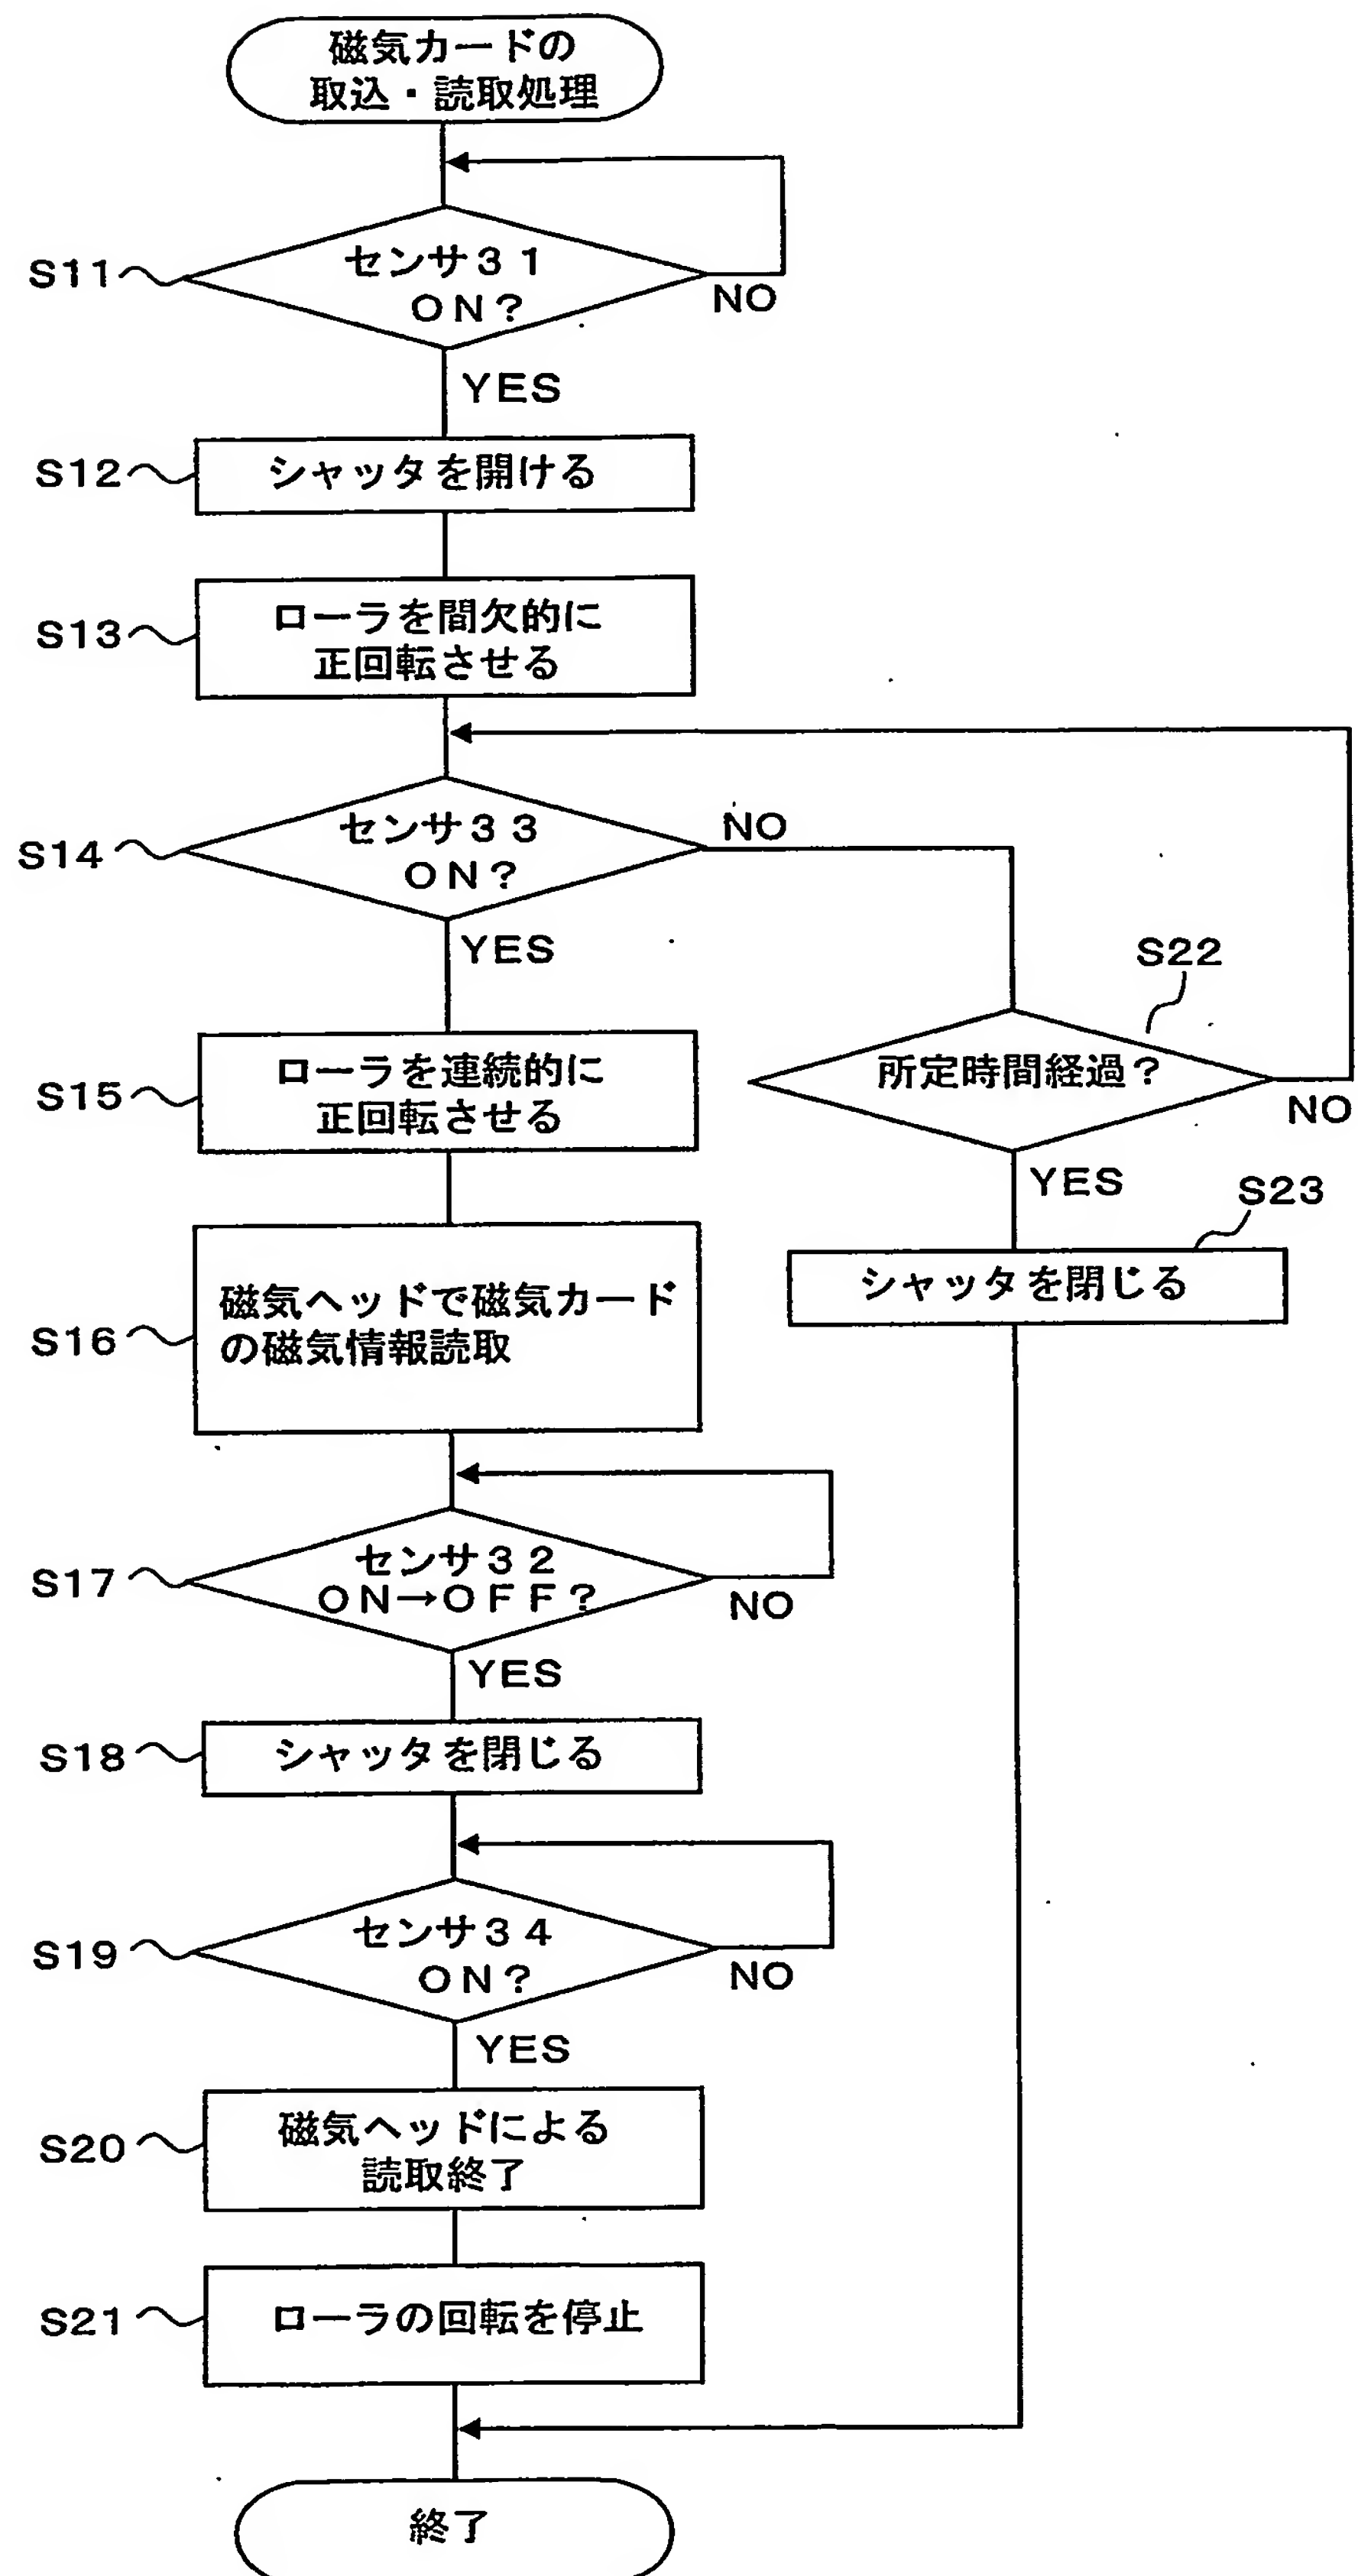 磁気カードの
取込・読取処理
S11
センサ３１
ＯＮ？
NO
YES
S12
シャッタを開ける
S13
ローラを間欠的に
正回転させる
S14
センサ３３
ＯＮ？
NO
YES
S22
所定時間経過？
NO
YES
S15
ローラを連続的に
正回転させる
S23
シャッタを閉じる
S16
磁気ヘッドで磁気カード
の磁気情報読取
S17
センサ３２
ＯＮ→ＯＦＦ？
NO
YES
S18
シャッタを閉じる
S19
センサ３４
ＯＮ？
NO
YES
S20
磁気ヘッドによる
読取終了
S21
ローラの回転を停止
終了